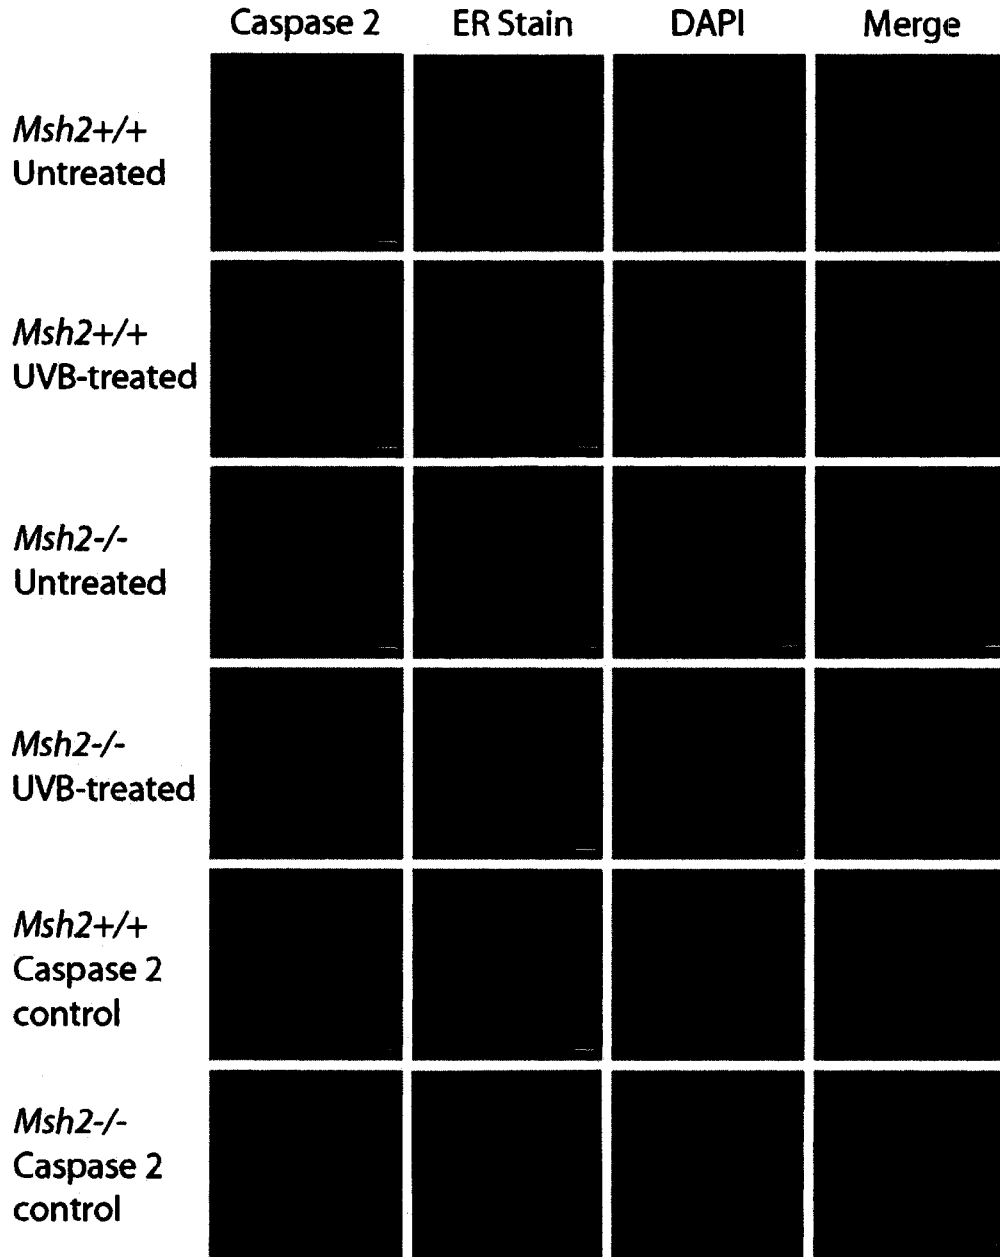 Caspase 2 ER Stain DAPI Merge
Msh2+/+
Untreated
Msh2+/+
UVB-treated
Msh2-/-
Untreated
Msh2-/-
UVB-treated
Msh2+/+
Caspase 2
control
Msh2-/-
Caspase 2
control